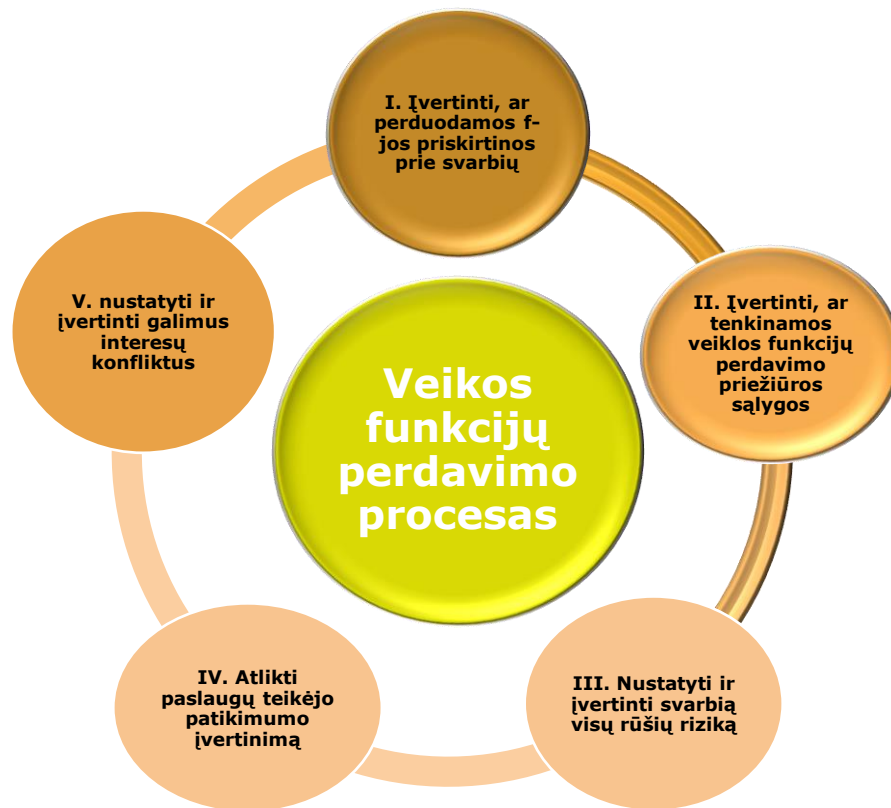 I. Įvertinti, ar
perduodamos f-
jos priskirtinos
prie svarbių
II. Įvertinti, ar
tenkinamos
veiklos funkcijų
perdavimo
priežiūros
sąlygos
III. Nustatyti ir
įvertinti svarbią
visų rūšių riziką
IV. Atlikti
paslaugų teikėjo
patikimumo
įvertinimą
V. nustatyti ir
įvertinti galimus
interesų
konfliktus
Veikos
funkcijų
perdavimo
procesas